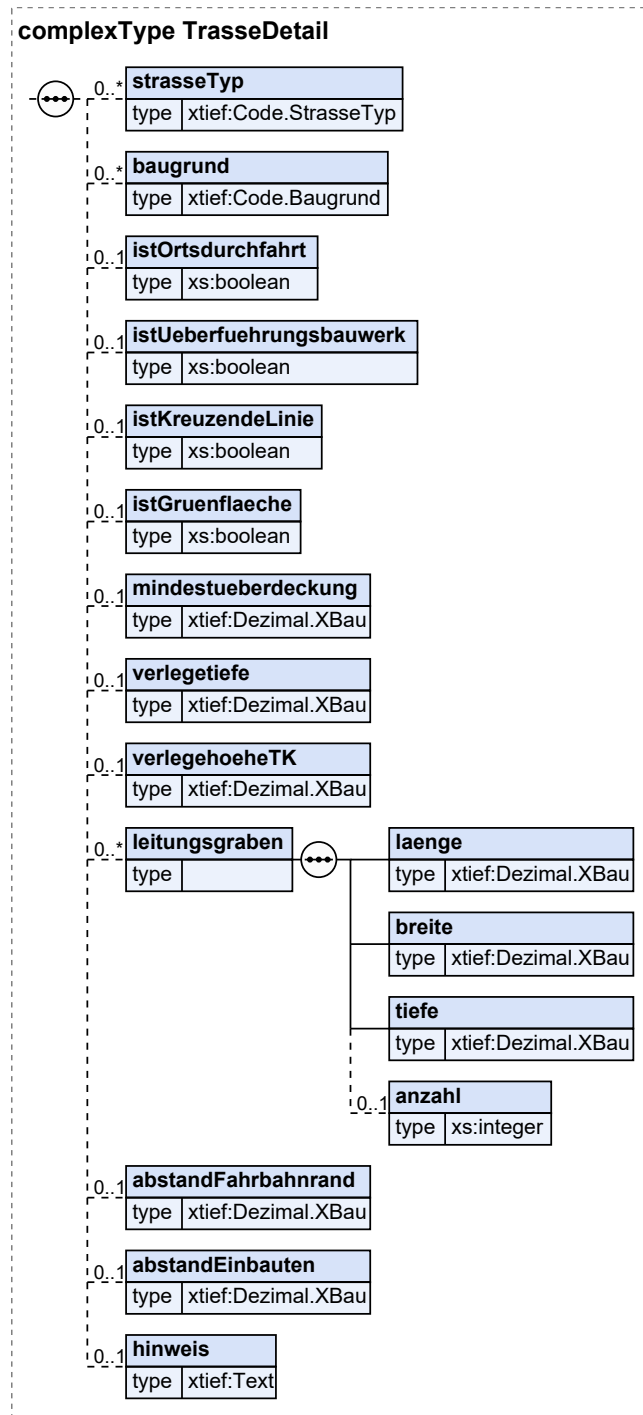 complexType TrasseDetail
0..* strasseTyp
type xtief:Code.StrasseTyp
0..* baugrund
type xtief:Code.Baugrund
0..1 istOrtsdurchfahrt
type xs:boolean
0..1 istUeberfuehrungsbauwerk
type xs:boolean
0..1 istKreuzendeLinie
type xs:boolean
0..1 istGruenflaeche
type xs:boolean
0..1 mindestueberdeckung
type xtief:Dezimal.XBau
0..1 verlegetiefe
type xtief:Dezimal.XBau
0..1 verlegehoeheTK
type xtief:Dezimal.XBau
0..* leitungsgraben
type
laenge
type xtief:Dezimal.XBau
breite
type xtief:Dezimal.XBau
tiefe
type xtief:Dezimal.XBau
0..1 anzahl
type xs:integer
0..1 abstandFahrbahnrand
type xtief:Dezimal.XBau
0..1 abstandEinbauten
type xtief:Dezimal.XBau
0..1 hinweis
type xtief:Text